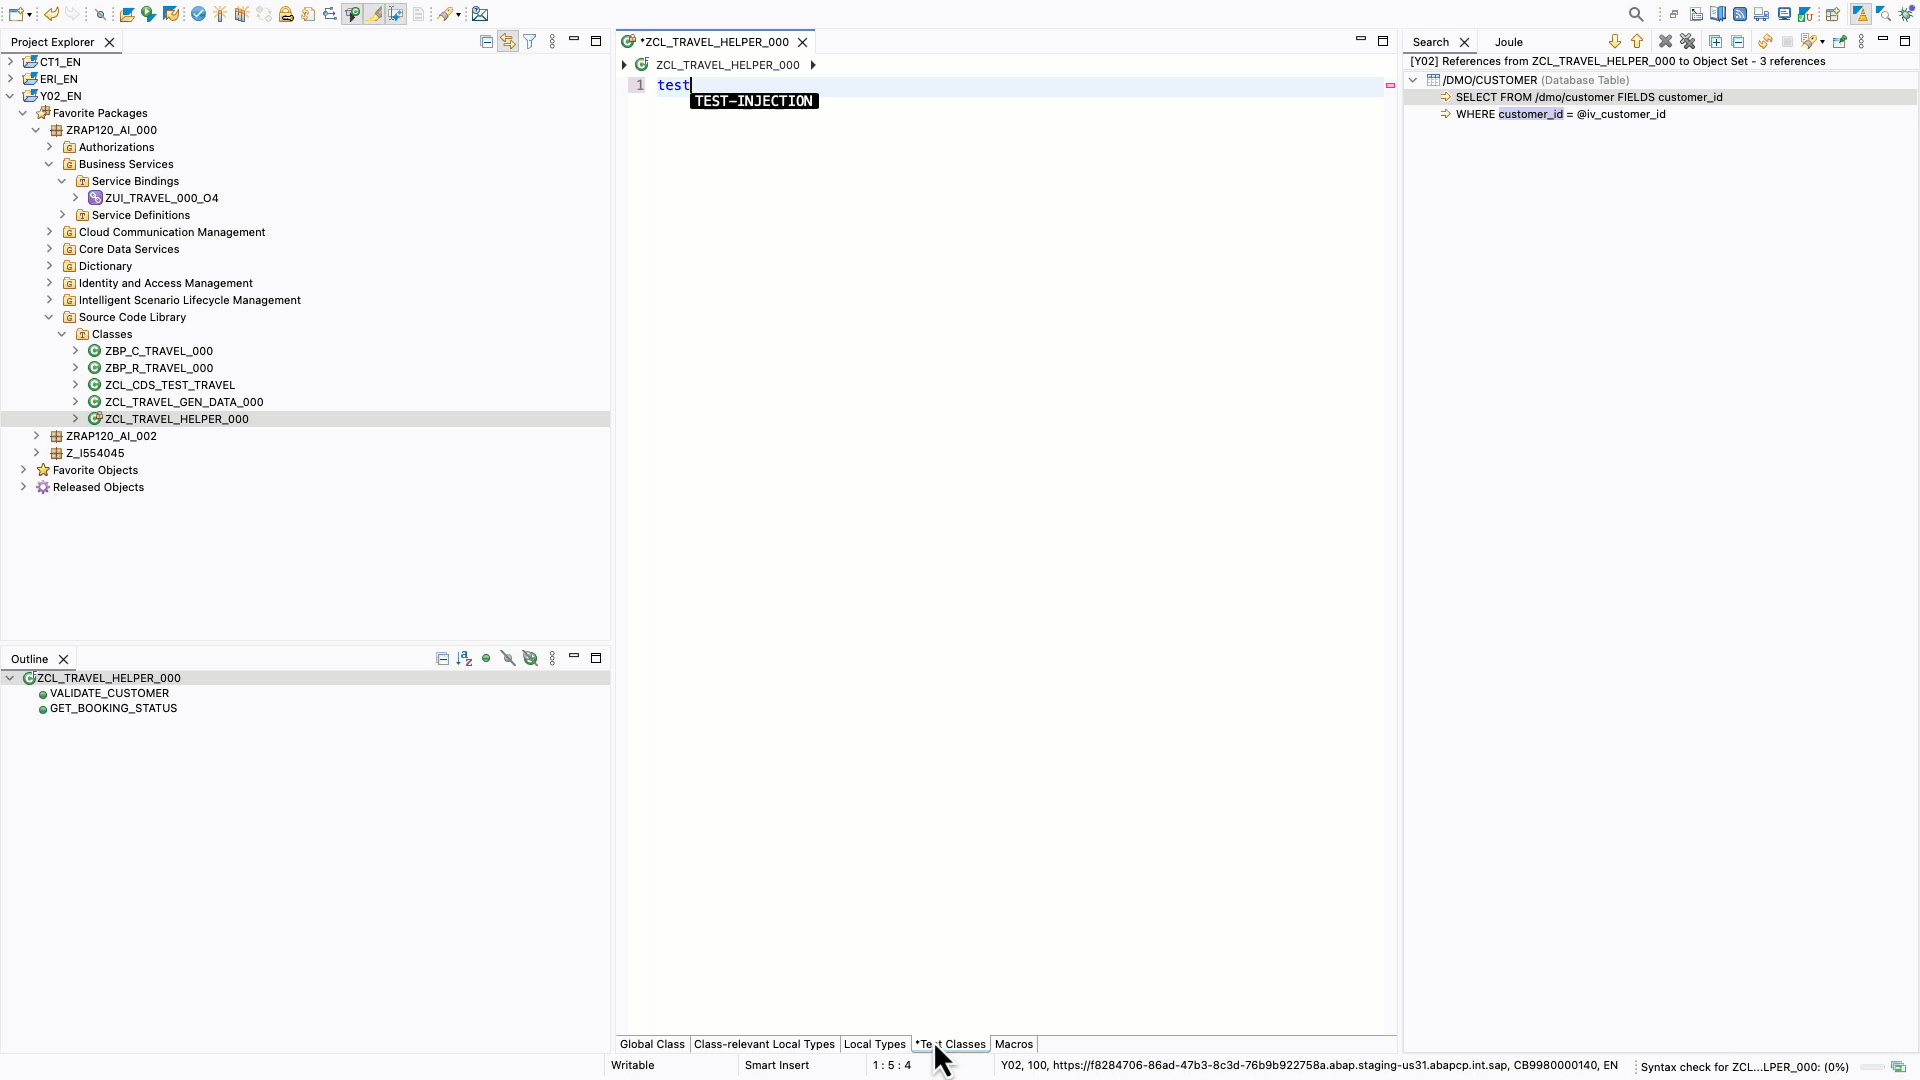 Project Explorer
CT1_EN
ERI_EN
Y02_EN
Favorite Packages
ZRAP120_AI_000
Authorizations
Business Services
Service Bindings
ZUI_TRAVEL_000_O4
Service Definitions
Cloud Communication Management
Core Data Services
Dictionary
Identity and Access Management
Intelligent Scenario Lifecycle Management
Source Code Library
Classes
ZBP_C_TRAVEL_000
ZBP_R_TRAVEL_000
ZCL_CDS_TEST_TRAVEL
ZCL_TRAVEL_GEN_DATA_000
ZCL_TRAVEL_HELPER_000
ZRAP120_AI_002
Z_I554045
Favorite Objects
Released Objects
Outline
ZCL_TRAVEL_HELPER_000
VALIDATE_CUSTOMER
GET_BOOKING_STATUS
*ZCL_TRAVEL_HELPER_000
ZCL_TRAVEL_HELPER_000
1 test
TEST-INJECTION
Global Class Class-relevant Local Types Local Types *Test Classes Macros
Search Joule
[Y02] References from ZCL_TRAVEL_HELPER_000 to Object Set - 3 references
/DMO/CUSTOMER (Database Table)
SELECT FROM /dmo/customer FIELDS customer_id
WHERE customer_id = @iv_customer_id
Writable Smart Insert 1 : 5 : 4 Y02, 100, https://f8284706-86ad-47b3-8c3d-76b9b922758a.abap.staging-us31.abapcp.int.sap, CB9980000140, EN Syntax check for ZCL...LPER_000: (0%)